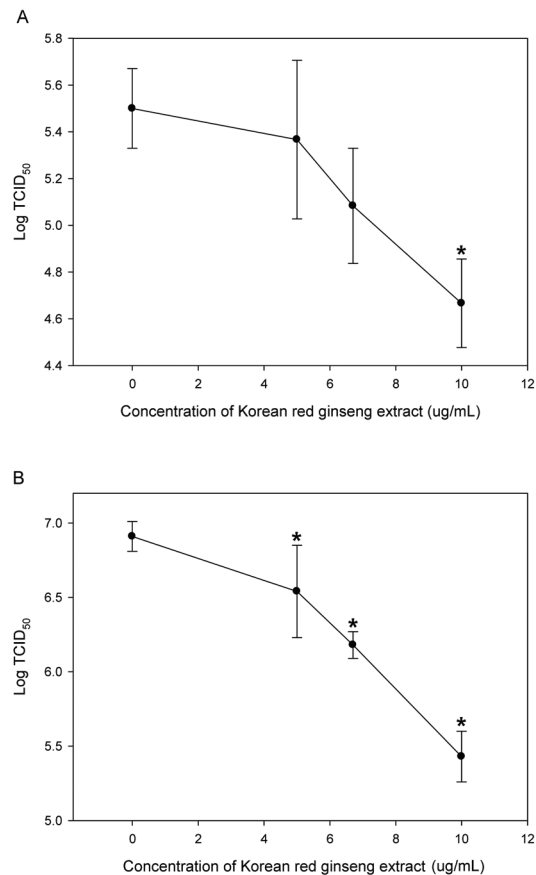 A
5.8
5.6
5.4
5.2
5.0
4.8
4.6
4.4
Log TCID50
*
0 2 4 6 8 10 12
Concentration of Korean red ginseng extract (ug/mL)
B
7.0
6.5
6.0
5.5
5.0
Log TCID50
*
*
*
0 2 4 6 8 10 12
Concentration of Korean red ginseng extract (ug/mL)